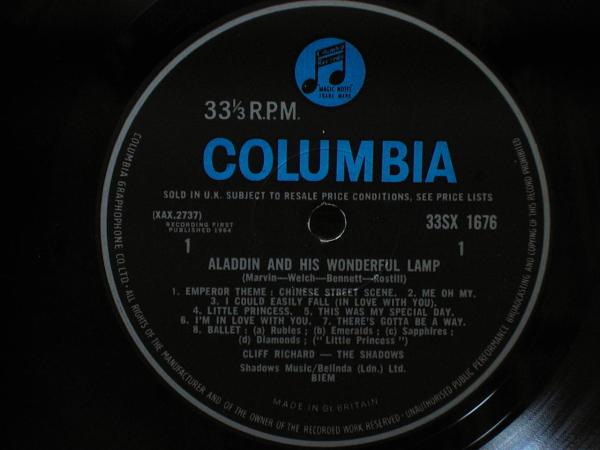 COLUMBIA
RECORDS
"MAGIC NOTES"
TRADE MARK
33⅓ R.P.M.
COLUMBIA
SOLD IN U.K. SUBJECT TO RESALE PRICE CONDITIONS, SEE PRICE LISTS
(XAX.2737)
RECORDING FIRST
PUBLISHED 1964
33SX 1676
1
1
ALADDIN AND HIS WONDERFUL LAMP
(Marvin—Welch—Bennett—Rostill)
1. EMPEROR THEME: CHINESE STREET SCENE. 2. ME OH MY.
3. I COULD EASILY FALL (IN LOVE WITH YOU).
4. LITTLE PRINCESS. 5. THIS WAS MY SPECIAL DAY.
6. I'M IN LOVE WITH YOU. 7. THERE'S GOTTA BE A WAY.
8. BALLET: (a) Rubies; (b) Emeralds; (c) Sapphires;
(d) Diamonds; ("Little Princess")
CLIFF RICHARD — THE SHADOWS
Shadows Music/Belinda (Ldn.) Ltd.
BIEM
MADE IN Gt. BRITAIN
COLUMBIA GRAPHOPHONE CO. LTD.· ALL RIGHTS OF THE MANUFACTURER AND OF THE OWNER OF THE RECORDED WORK RESERVED · UNAUTHORISED PUBLIC PERFORMANCE BROADCASTING AND COPYING OF THIS RECORD PROHIBITED